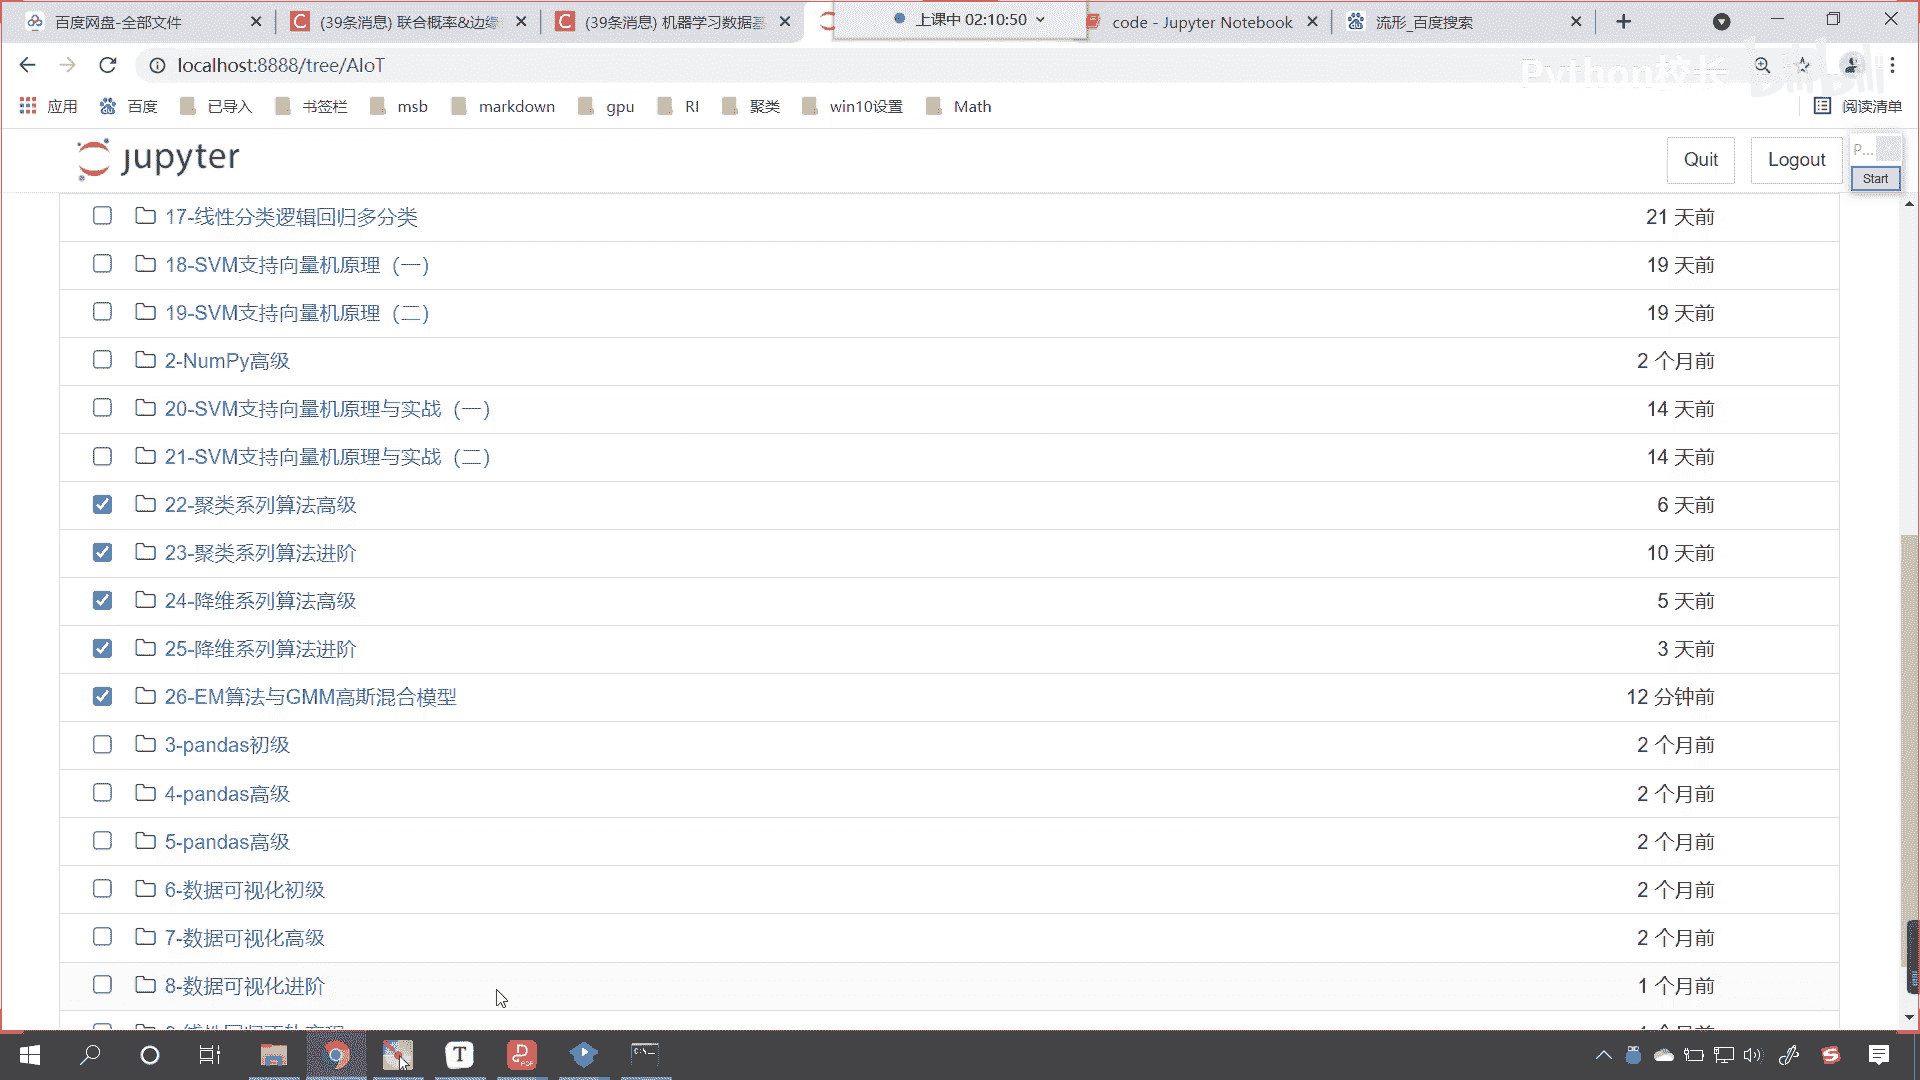 百度网盘-全部文件
(39条消息) 联合概率&边缘
(39条消息) 机器学习数据基
上课中 02:10:50
code - Jupyter Notebook
流形_百度搜索
localhost:8888/tree/AIoT
Python校长
bilibili
应用
百度
已导入
书签栏
msb
markdown
gpu
RI
聚类
win10设置
Math
阅读清单
jupyter
Quit
Logout
P...
Start
17-线性分类逻辑回归多分类 21 天前
18-SVM支持向量机原理（一） 19 天前
19-SVM支持向量机原理（二） 19 天前
2-NumPy高级 2 个月前
20-SVM支持向量机原理与实战（一） 14 天前
21-SVM支持向量机原理与实战（二） 14 天前
22-聚类系列算法高级 6 天前
23-聚类系列算法进阶 10 天前
24-降维系列算法高级 5 天前
25-降维系列算法进阶 3 天前
26-EM算法与GMM高斯混合模型 12 分钟前
3-pandas初级 2 个月前
4-pandas高级 2 个月前
5-pandas高级 2 个月前
6-数据可视化初级 2 个月前
7-数据可视化高级 2 个月前
8-数据可视化进阶 1 个月前